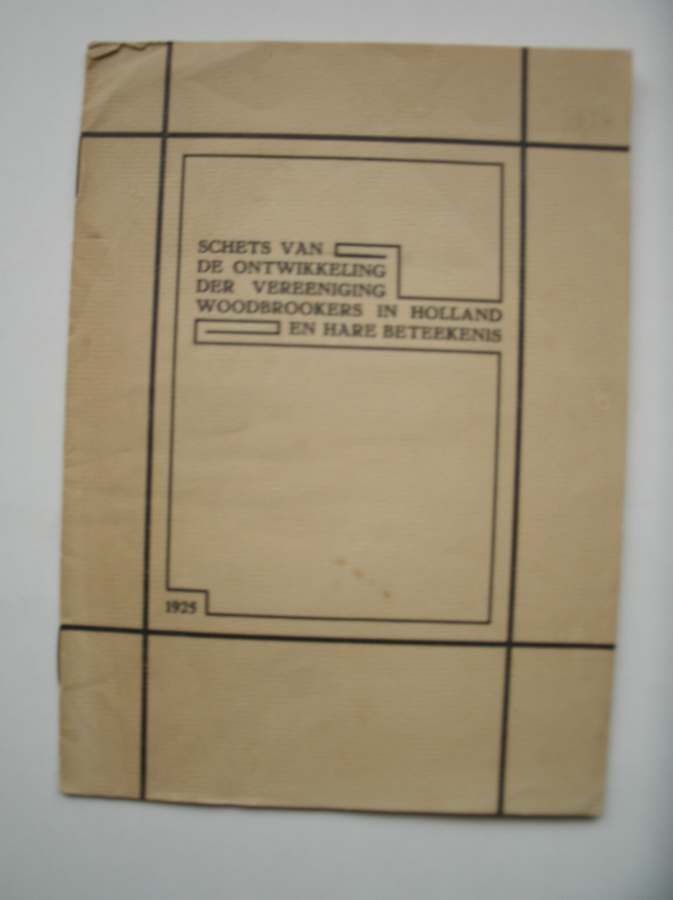 SCHETS VAN
DE ONTWIKKELING
DER VEREENIGING
WOODBROOKERS IN HOLLAND
EN HARE BETEEKENIS
1925